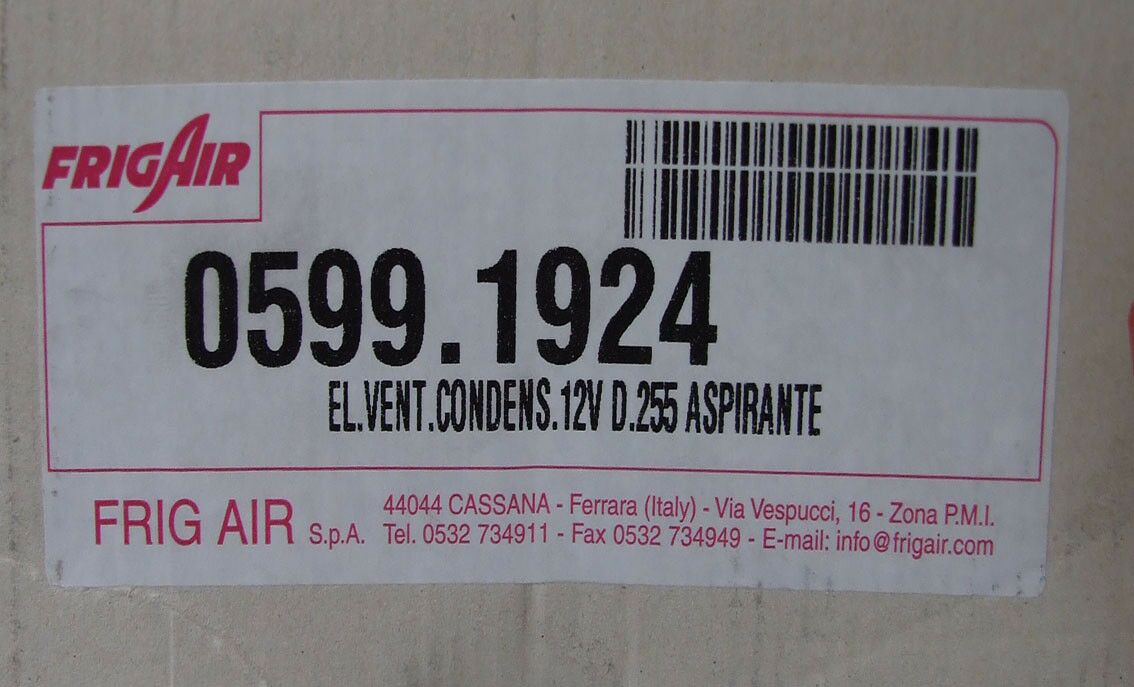 FRIGAIR
0599.1924
EL.VENT.CONDENS.12V D.255 ASPIRANTE
FRIG AIR S.p.A.
44044 CASSANA - Ferrara (Italy) - Via Vespucci, 16 - Zona P.M.I.
Tel. 0532 734911 - Fax 0532 734949 - E-mail: info@frigair.com